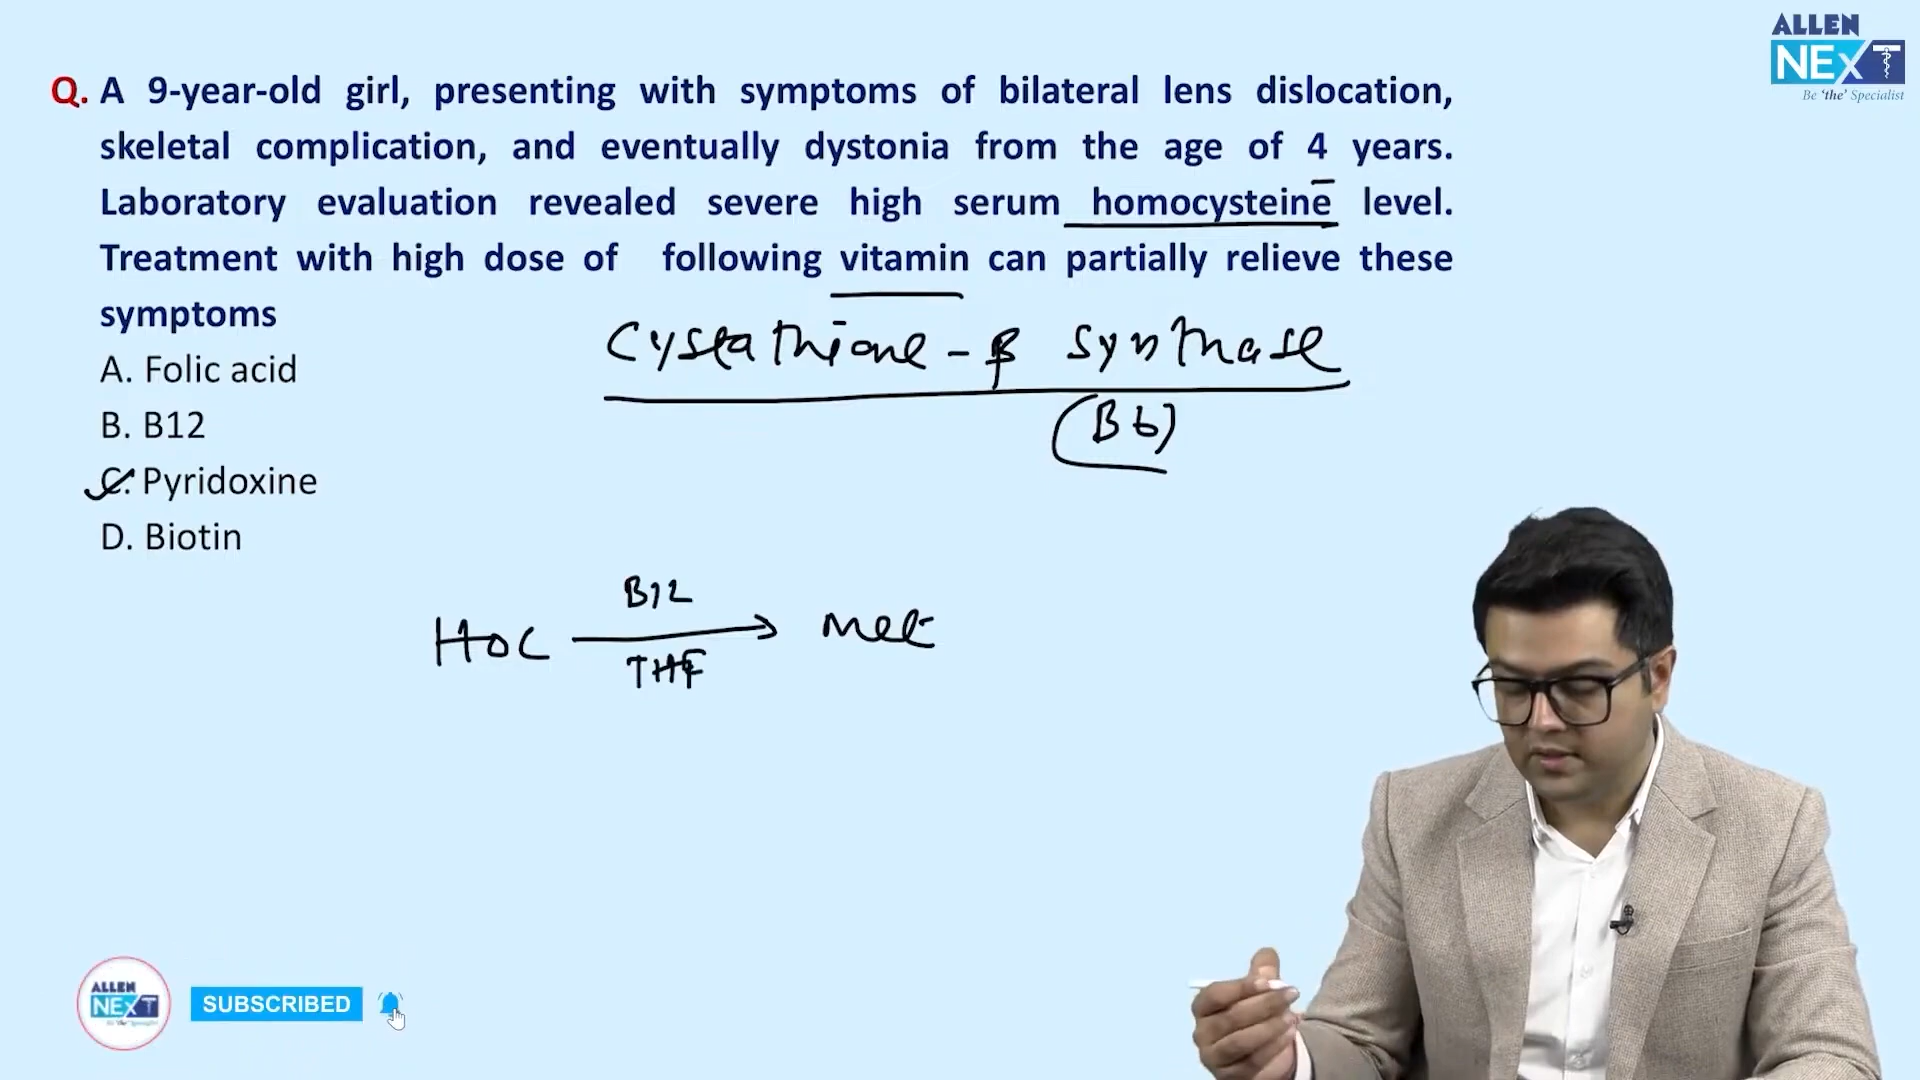 ALLEN
NEXT
Be 'the' Specialist
Q. A 9-year-old girl, presenting with symptoms of bilateral lens dislocation,
skeletal complication, and eventually dystonia from the age of 4 years.
Laboratory evaluation revealed severe high serum homocysteine level.
Treatment with high dose of following vitamin can partially relieve these
symptoms
Cystathione-β synthase
(B6)
A. Folic acid
B. B12
C. Pyridoxine
D. Biotin
B12
HoC → Met
THF
ALLEN
NEXT
Be 'the' Specialist
SUBSCRIBED